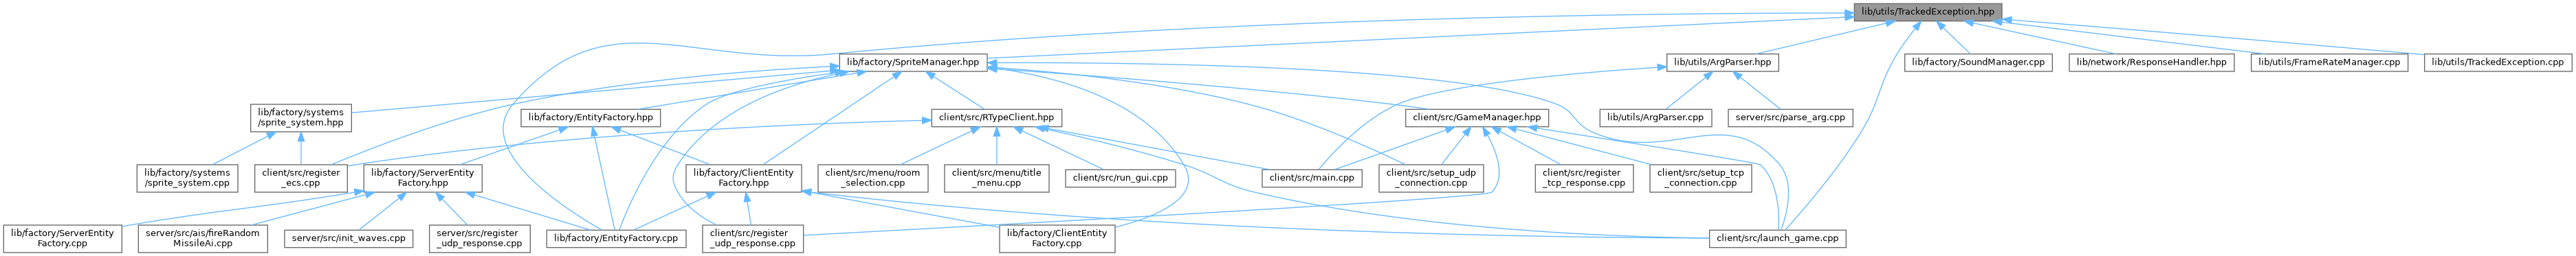 lib/utils/TrackedException.hpp
lib/factory/SpriteManager.hpp
lib/utils/ArgParser.hpp
lib/factory/SoundManager.cpp
lib/network/ResponseHandler.hpp
lib/utils/FrameRateManager.cpp
lib/utils/TrackedException.cpp
lib/factory/systems
/sprite_system.hpp
lib/factory/EntityFactory.hpp
client/src/RTypeClient.hpp
client/src/GameManager.hpp
lib/utils/ArgParser.cpp
server/src/parse_arg.cpp
lib/factory/systems
/sprite_system.cpp
client/src/register
_ecs.cpp
lib/factory/ServerEntity
Factory.hpp
lib/factory/ClientEntity
Factory.hpp
client/src/menu/room
_selection.cpp
client/src/menu/title
_menu.cpp
client/src/run_gui.cpp
client/src/main.cpp
client/src/setup_udp
_connection.cpp
client/src/register
_tcp_response.cpp
client/src/setup_tcp
_connection.cpp
lib/factory/ServerEntity
Factory.cpp
server/src/ais/fireRandom
MissileAi.cpp
server/src/init_waves.cpp
server/src/register
_udp_response.cpp
lib/factory/EntityFactory.cpp
client/src/register
_udp_response.cpp
lib/factory/ClientEntity
Factory.cpp
client/src/launch_game.cpp